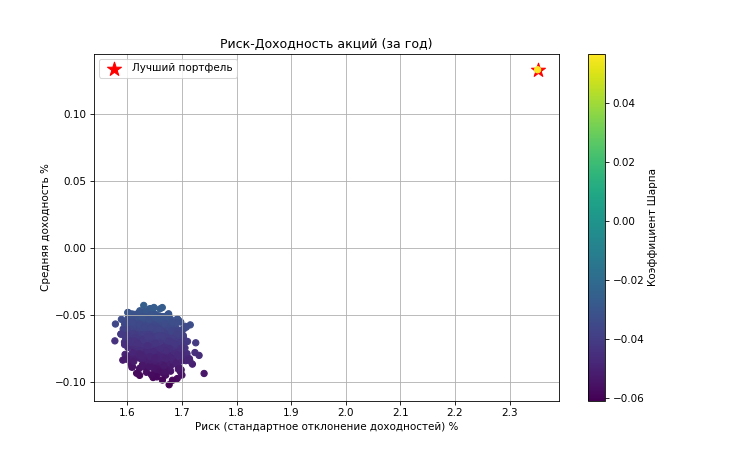 Риск-Доходность акций (за год)
Лучший портфель
Средняя доходность %
0.10
0.05
0.00
−0.05
−0.10
1.6 1.7 1.8 1.9 2.0 2.1 2.2 2.3
Риск (стандартное отклонение доходностей) %
0.04
0.02
0.00
−0.02
−0.04
−0.06
Коэффициент Шарпа